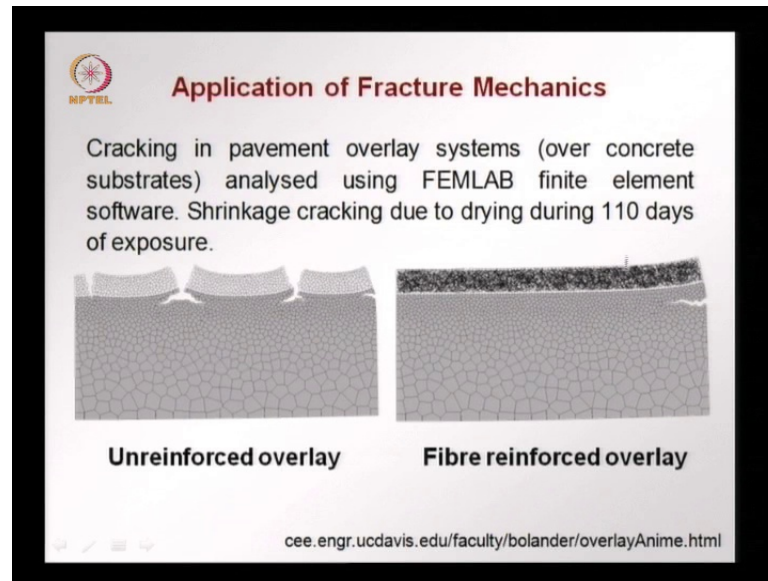 NPTEL
Application of Fracture Mechanics
Cracking in pavement overlay systems (over concrete
substrates) analysed using FEMLAB finite element
software. Shrinkage cracking due to drying during 110 days
of exposure.
Unreinforced overlay
Fibre reinforced overlay
cee.engr.ucdavis.edu/faculty/bolander/overlayAnime.html